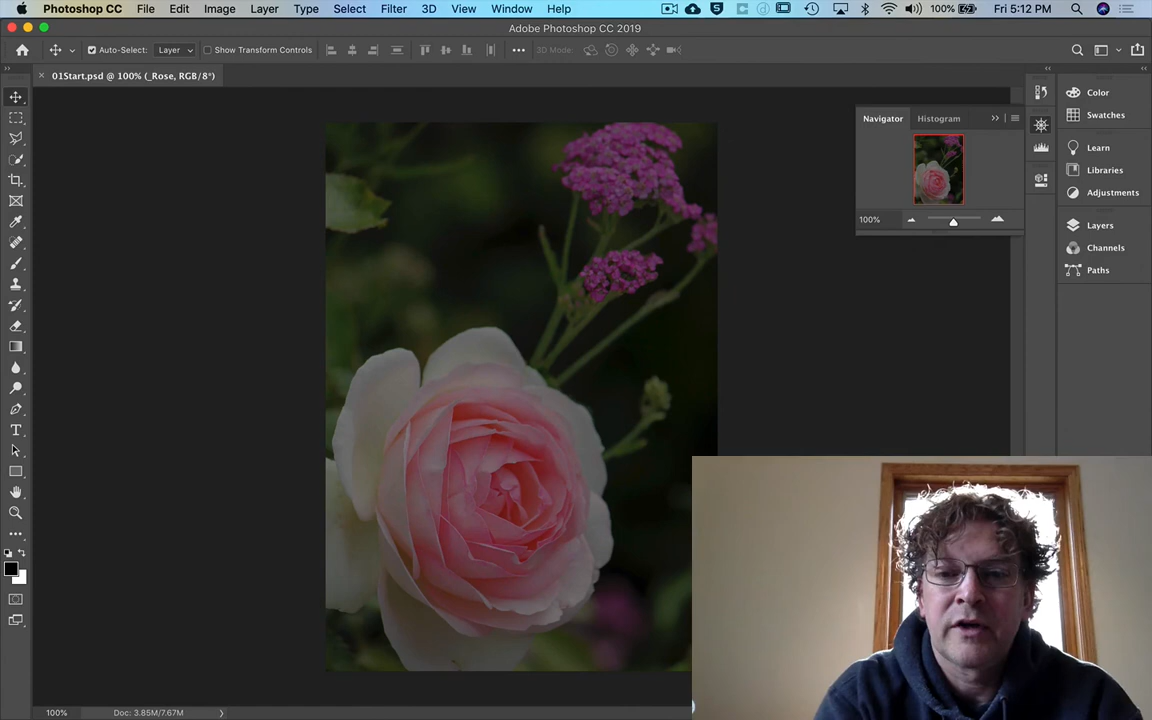 Photoshop CC File Edit Image Layer Type Select Filter 3D View Window Help 100% Fri 5:12 PM
Adobe Photoshop CC 2019
Auto-Select: Layer Show Transform Controls 3D Mode:
01Start.psd @ 100% (_Rose, RGB/8*)
Navigator Histogram
100%
Color
Swatches
Learn
Libraries
Adjustments
Layers
Channels
Paths
100% Doc: 3.85M/7.67M